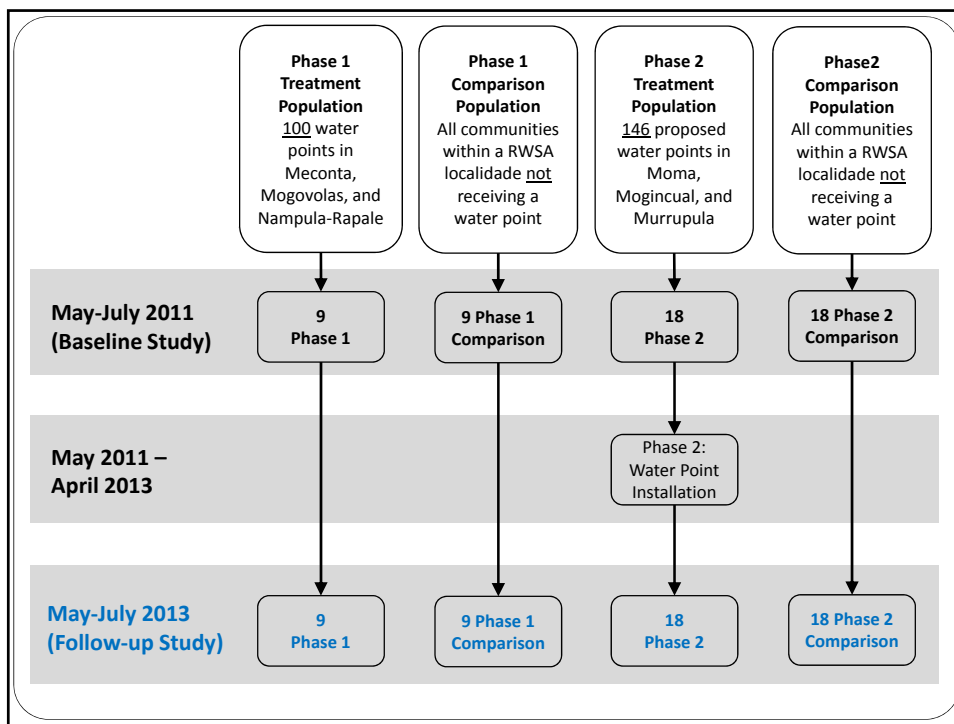 Phase 1
Treatment
Population
100 water
points in
Meconta,
Mogovolas, and
Nampula-Rapale
Phase 1
Comparison
Population
All communities
within a RWSA
localidade not
receiving a
water point
Phase 2
Treatment
Population
146 proposed
water points in
Moma,
Mogincual, and
Murrupula
Phase2
Comparison
Population
All communities
within a RWSA
localidade not
receiving a
water point
May-July 2011
(Baseline Study)
9
Phase 1
9 Phase 1
Comparison
18
Phase 2
18 Phase 2
Comparison
May 2011 –
April 2013
Phase 2:
Water Point
Installation
May-July 2013
(Follow-up Study)
9
Phase 1
9 Phase 1
Comparison
18
Phase 2
18 Phase 2
Comparison